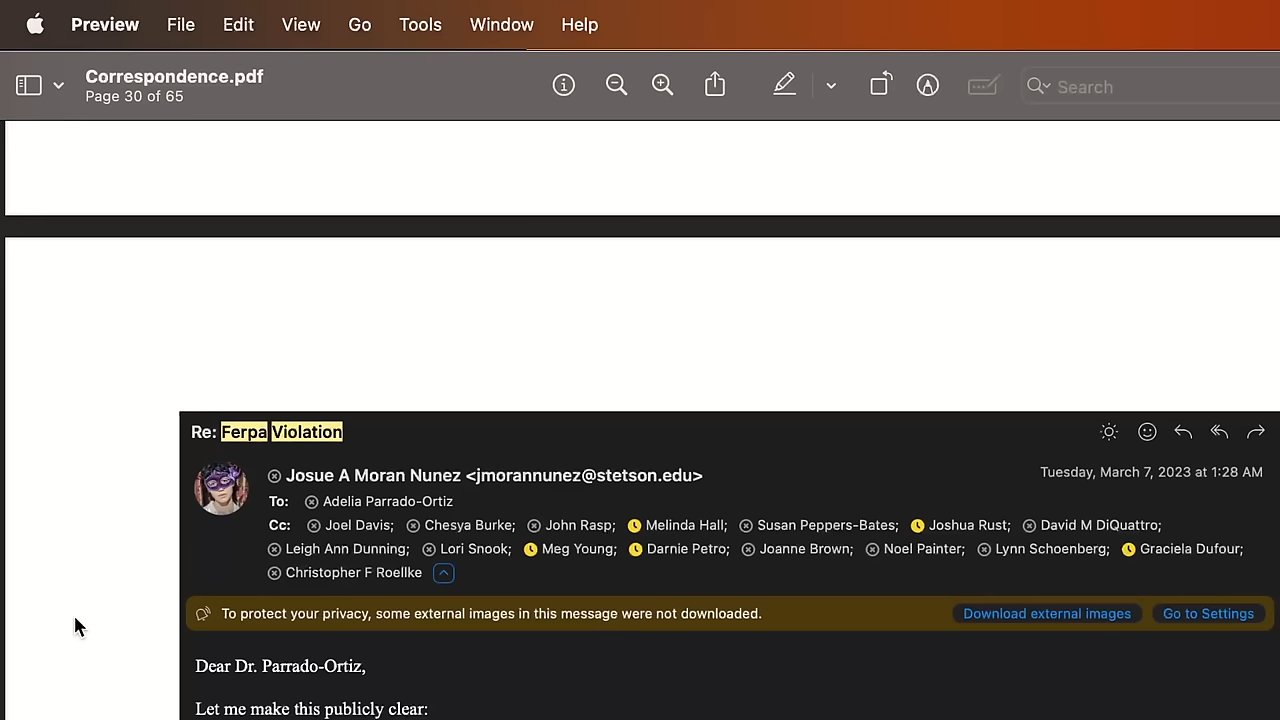 Preview File Edit View Go Tools Window Help
Correspondence.pdf
Page 30 of 65
Search
Re: Ferpa Violation
Josue A Moran Nunez <jmorannunez@stetson.edu>
Tuesday, March 7, 2023 at 1:28 AM
To: Adelia Parrado-Ortiz
Cc: Joel Davis; Chesya Burke; John Rasp; Melinda Hall; Susan Peppers-Bates; Joshua Rust; David M DiQuattro;
Leigh Ann Dunning; Lori Snook; Meg Young; Darnie Petro; Joanne Brown; Noel Painter; Lynn Schoenberg; Graciela Dufour;
Christopher F Roellke
To protect your privacy, some external images in this message were not downloaded. Download external images Go to Settings
Dear Dr. Parrado-Ortiz,
Let me make this publicly clear: